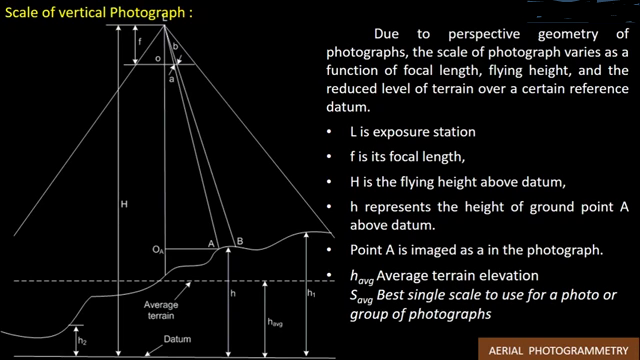 Scale of vertical Photograph :
L
f
b
o
a
H
O_A
A
B
h
h₁
Average
terrain
h_avg
h₂
Datum
Due to perspective geometry of
photographs, the scale of photograph varies as a
function of focal length, flying height, and the
reduced level of terrain over a certain reference
datum.
• L is exposure station
• f is its focal length,
• H is the flying height above datum,
• h represents the height of ground point A
above datum.
• Point A is imaged as a in the photograph.
• h_avg Average terrain elevation
S_avg Best single scale to use for a photo or
group of photographs
AERIAL PHOTOGRAMMETRY